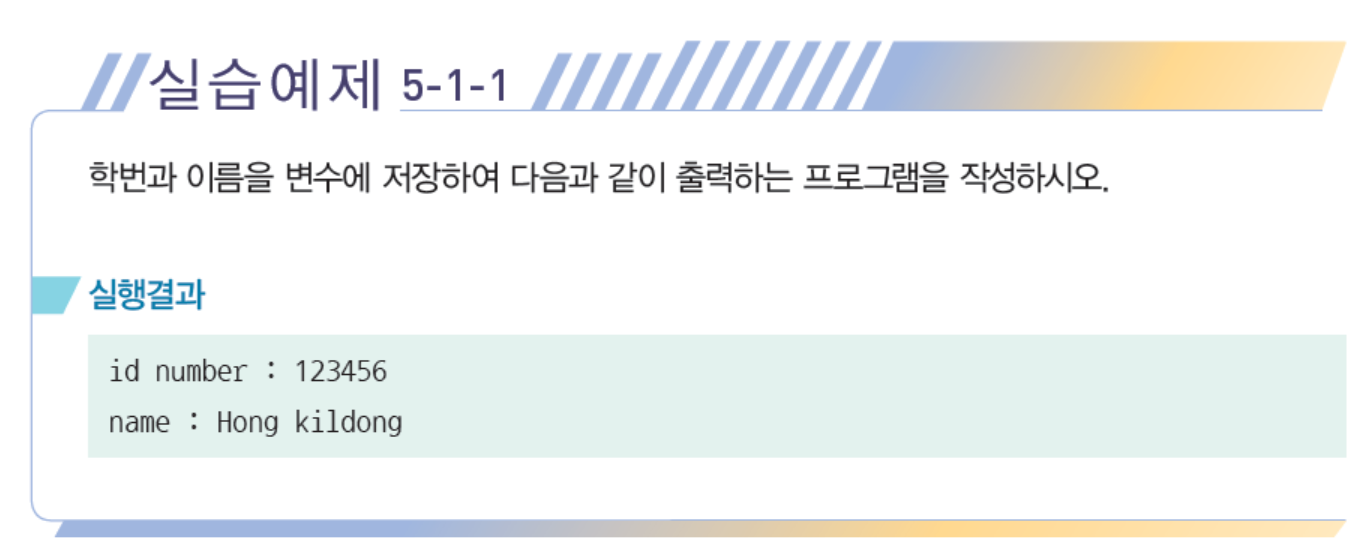 실습예제 5-1-1
학번과 이름을 변수에 저장하여 다음과 같이 출력하는 프로그램을 작성하시오.
실행결과
id number : 123456
name : Hong kildong